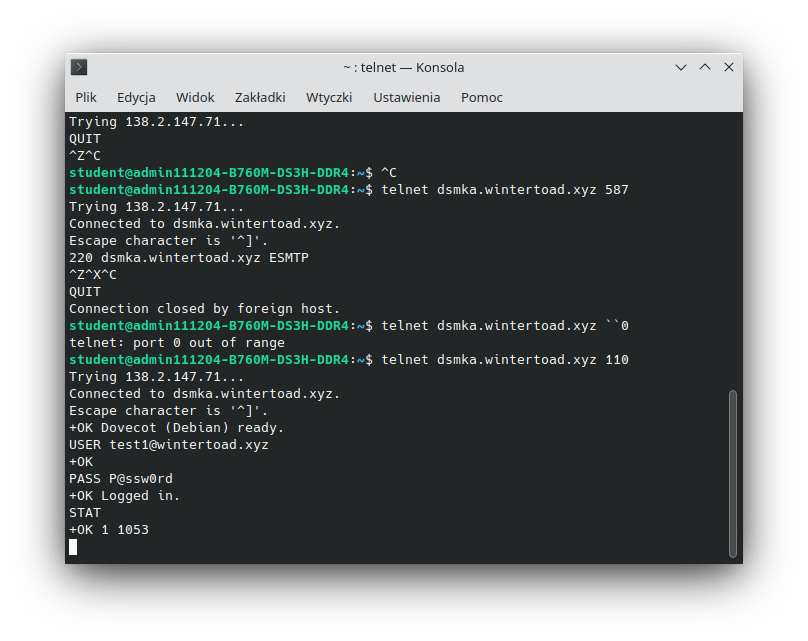 ~ : telnet — Konsola
Plik Edycja Widok Zakładki Wtyczki Ustawienia Pomoc
Trying 138.2.147.71...
QUIT
^Z^C
student@admin111204-B760M-DS3H-DDR4:~$ ^C
student@admin111204-B760M-DS3H-DDR4:~$ telnet dsmka.wintertoad.xyz 587
Trying 138.2.147.71...
Connected to dsmka.wintertoad.xyz.
Escape character is '^]'.
220 dsmka.wintertoad.xyz ESMTP
^Z^X^C
QUIT
Connection closed by foreign host.
student@admin111204-B760M-DS3H-DDR4:~$ telnet dsmka.wintertoad.xyz ``0
telnet: port 0 out of range
student@admin111204-B760M-DS3H-DDR4:~$ telnet dsmka.wintertoad.xyz 110
Trying 138.2.147.71...
Connected to dsmka.wintertoad.xyz.
Escape character is '^]'.
+OK Dovecot (Debian) ready.
USER test1@wintertoad.xyz
+OK
PASS P@ssw0rd
+OK Logged in.
STAT
+OK 1 1053